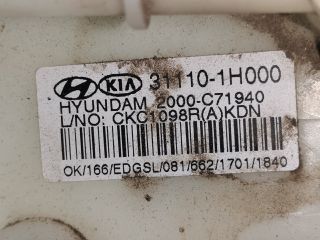 KIA 31110-1H000
HYUNDAM 2000-C71940
L/NO: CKC1098R(A)KDN
OK/166/EDGSL/081/662/1701/1840